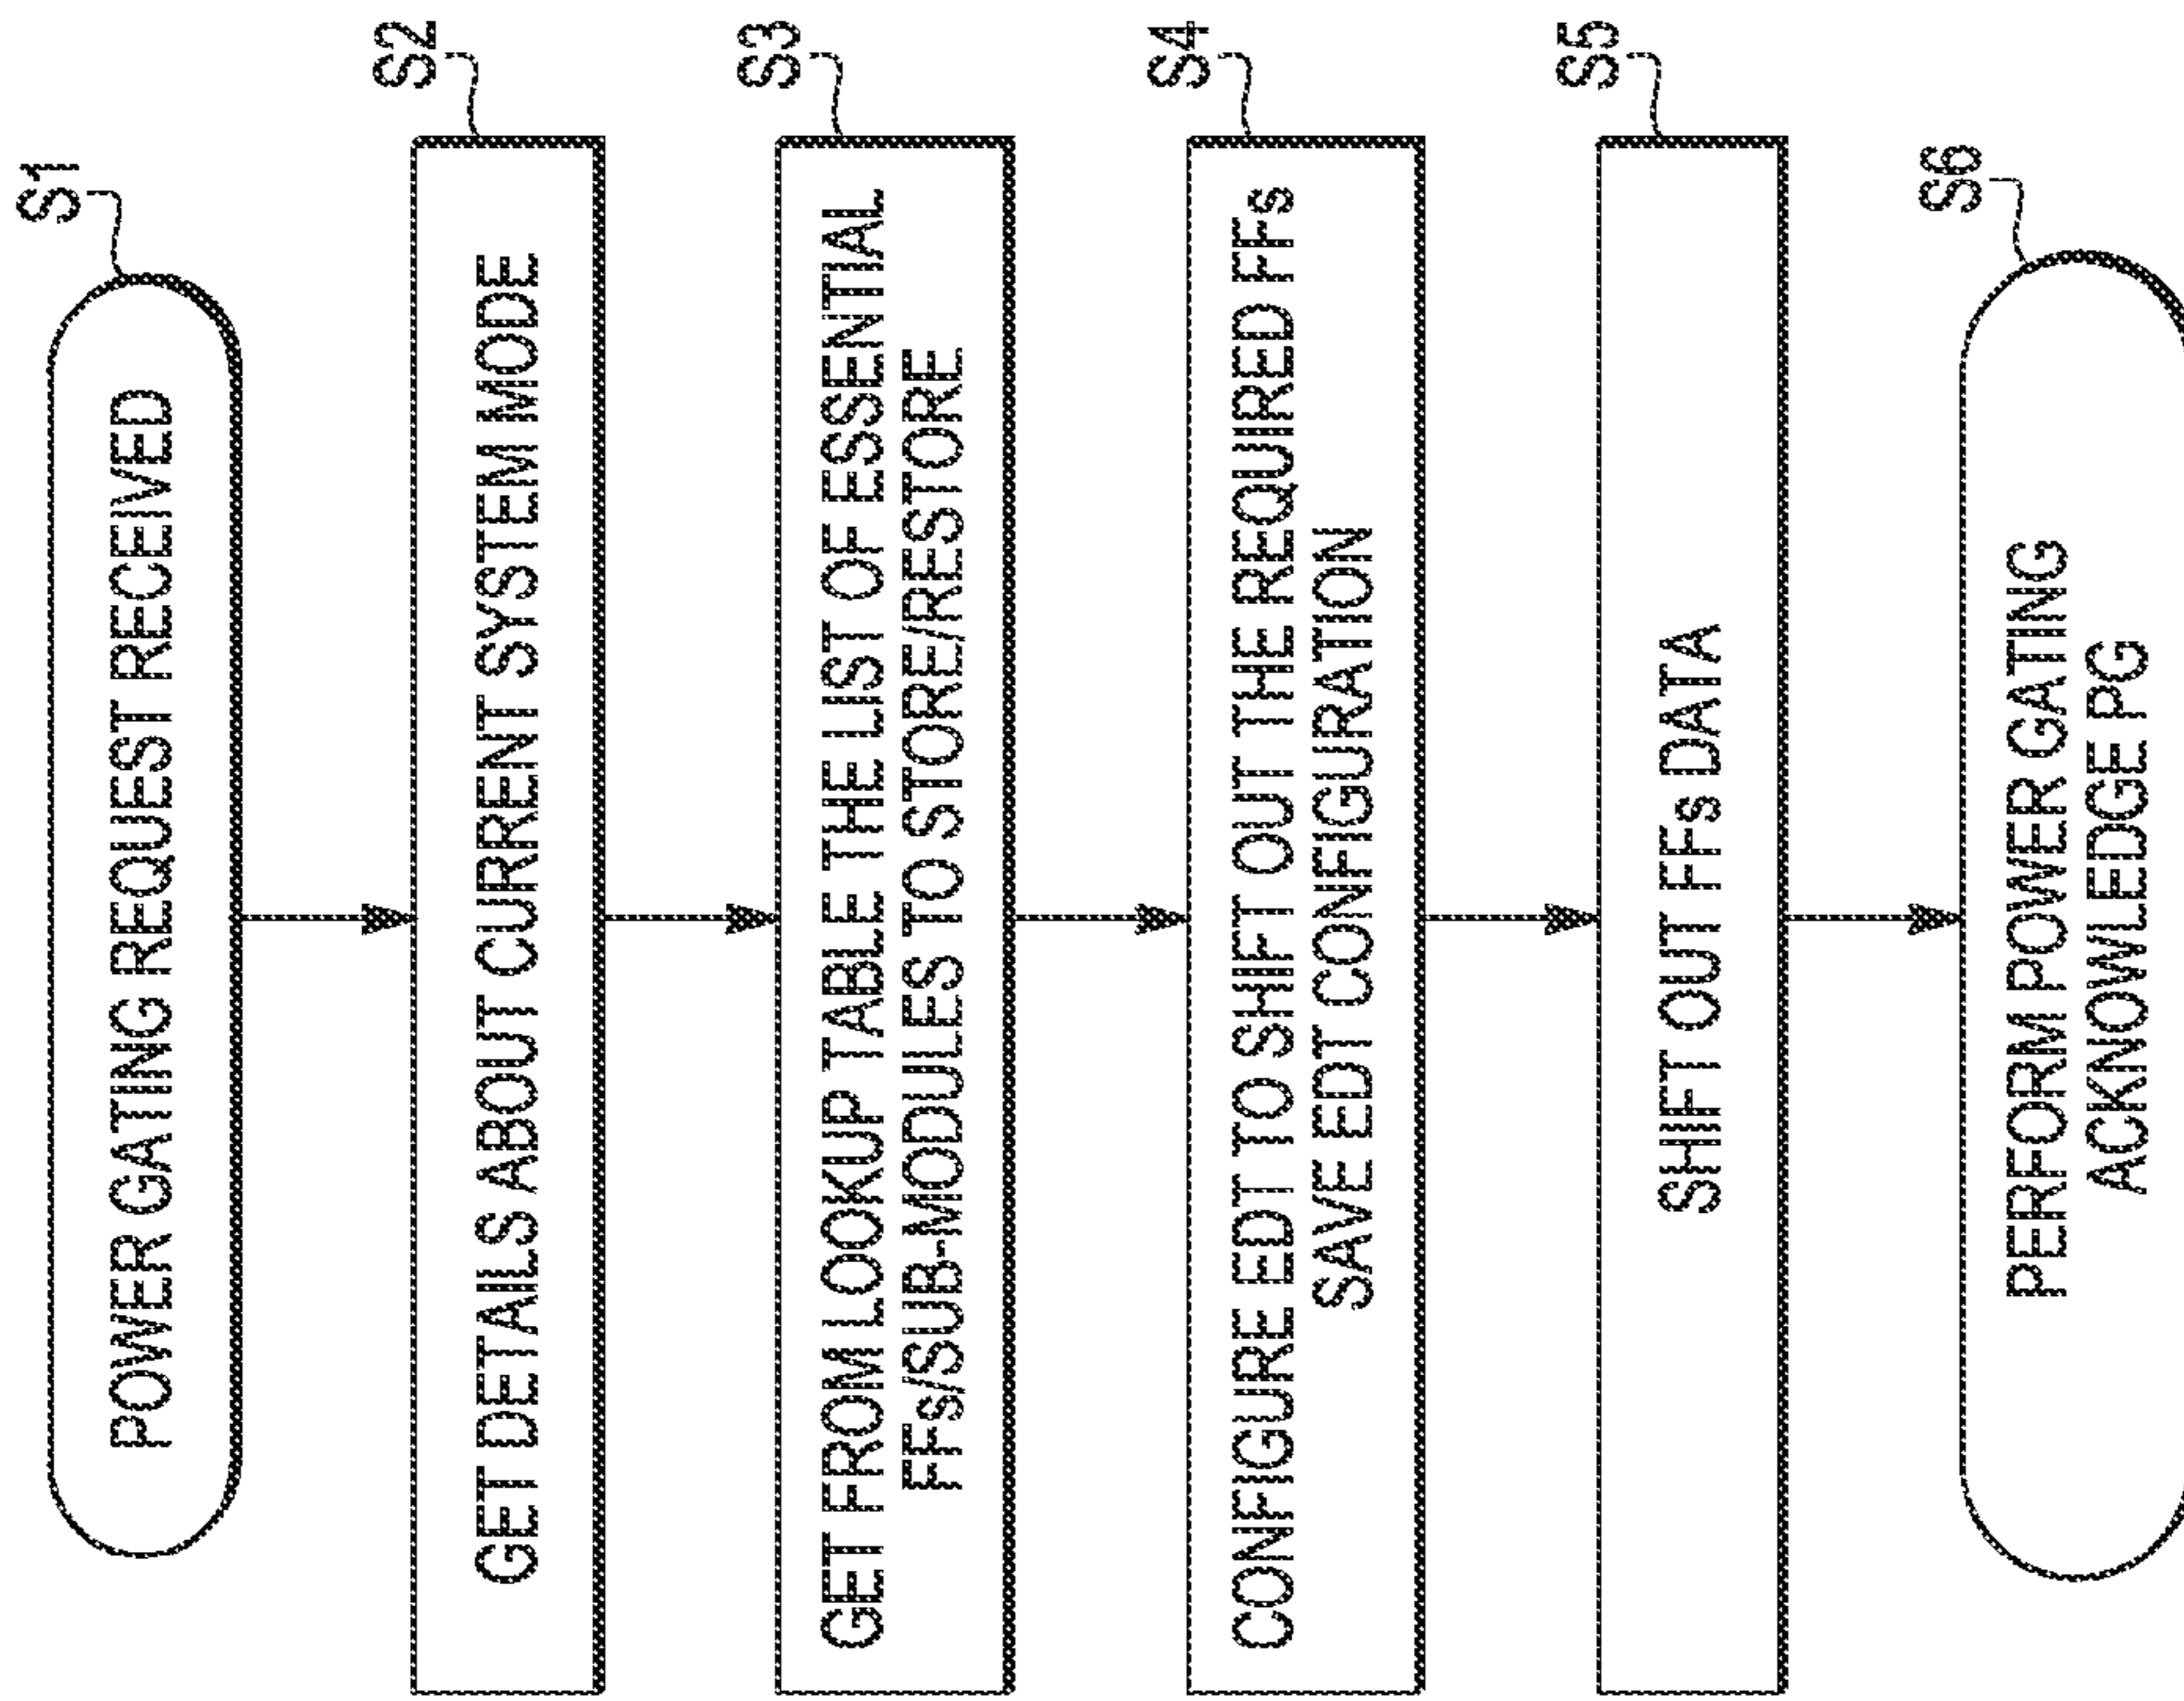 S1
POWER GATING REQUEST RECEIVED
S2
GET DETAILS ABOUT CURRENT SYSTEM MODE
S3
GET FROM LOOKUP TABLE THE LIST OF ESSENTIAL
FFs/SUB-MODULES TO STORE/RESTORE
S4
CONFIGURE EDT TO SHIFT OUT THE REQUIRED FFs
SAVE EDT CONFIGURATION
S5
SHIFT OUT FFs DATA
S6
PERFORM POWER GATING
ACKNOWLEDGE PG